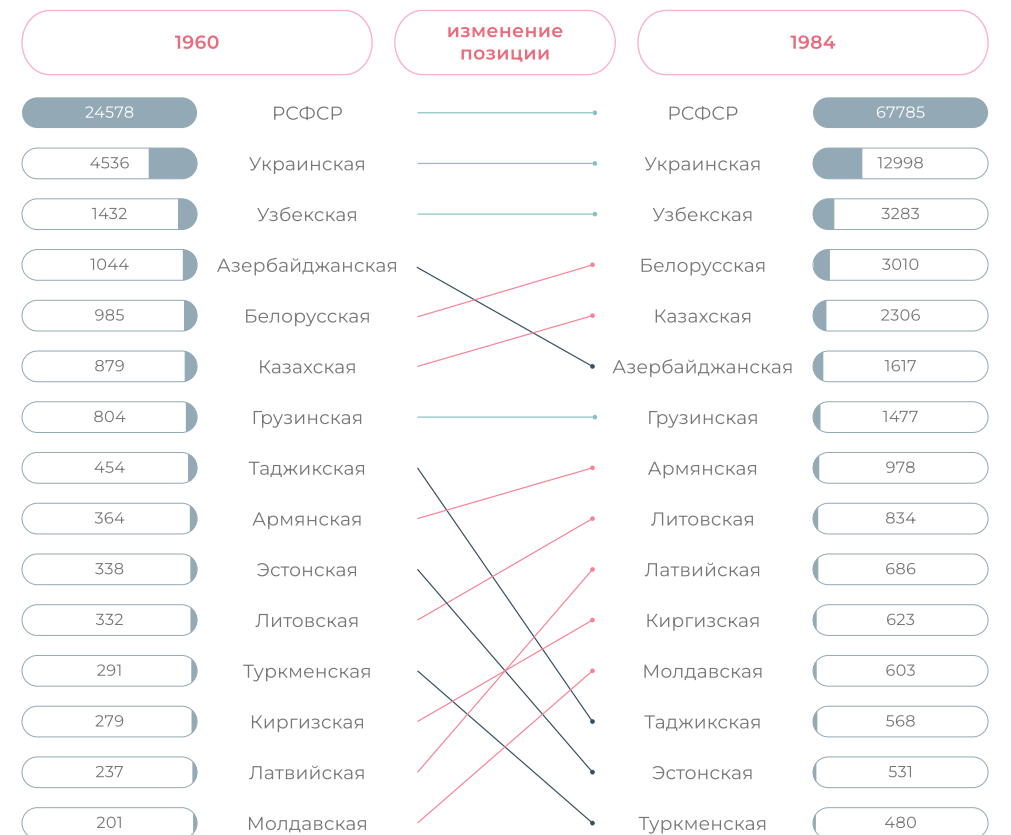 1960
изменение
позиции
1984
24578 РСФСР РСФСР 67785
4536 Украинская Украинская 12998
1432 Узбекская Узбекская 3283
1044 Азербайджанская Белорусская 3010
985 Белорусская Казахская 2306
879 Казахская Азербайджанская 1617
804 Грузинская Грузинская 1477
454 Таджикская Армянская 978
364 Армянская Литовская 834
338 Эстонская Латвийская 686
332 Литовская Киргизская 623
291 Туркменская Молдавская 603
279 Киргизская Таджикская 568
237 Латвийская Эстонская 531
201 Молдавская Туркменская 480